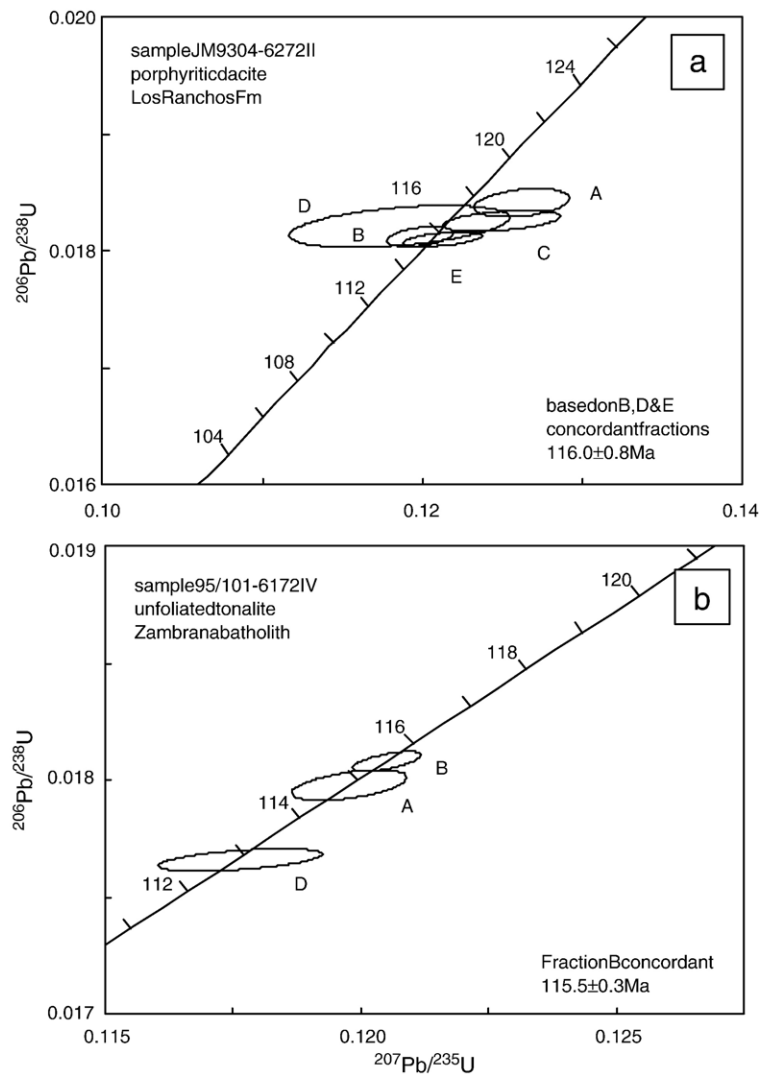 0.020
sampleJM9304-6272II
porphyriticdacite
LosRanchosFm
a
124
120
116
D
A
B
C
E
0.018
112
108
104
206Pb/238U
basedonB,D&E
concordantfractions
116.0±0.8Ma
0.016
0.10
0.12
0.14
0.019
sample95/101-6172IV
unfoliatedtonalite
Zambranabatholith
b
120
118
116
B
114
A
0.018
112
D
206Pb/238U
FractionBconcordant
115.5±0.3Ma
0.017
0.115
0.120
0.125
207Pb/235U